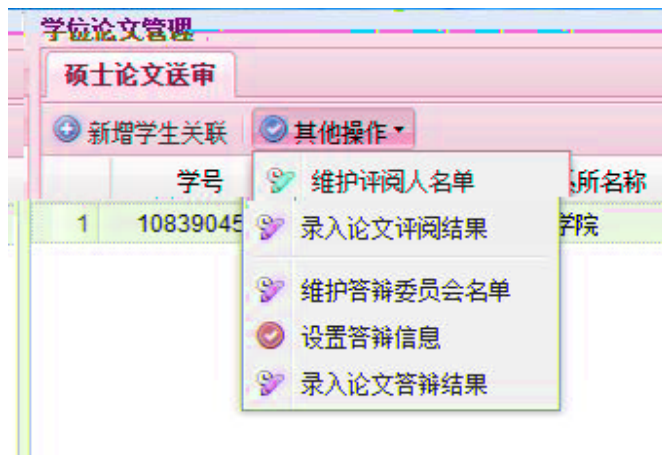 学位论文管理
硕士论文送审
新增学生关联 其他操作
学号 所名称
维护评阅人名单
1 10839045 学院
录入论文评阅结果
维护答辩委员会名单
设置答辩信息
录入论文答辩结果